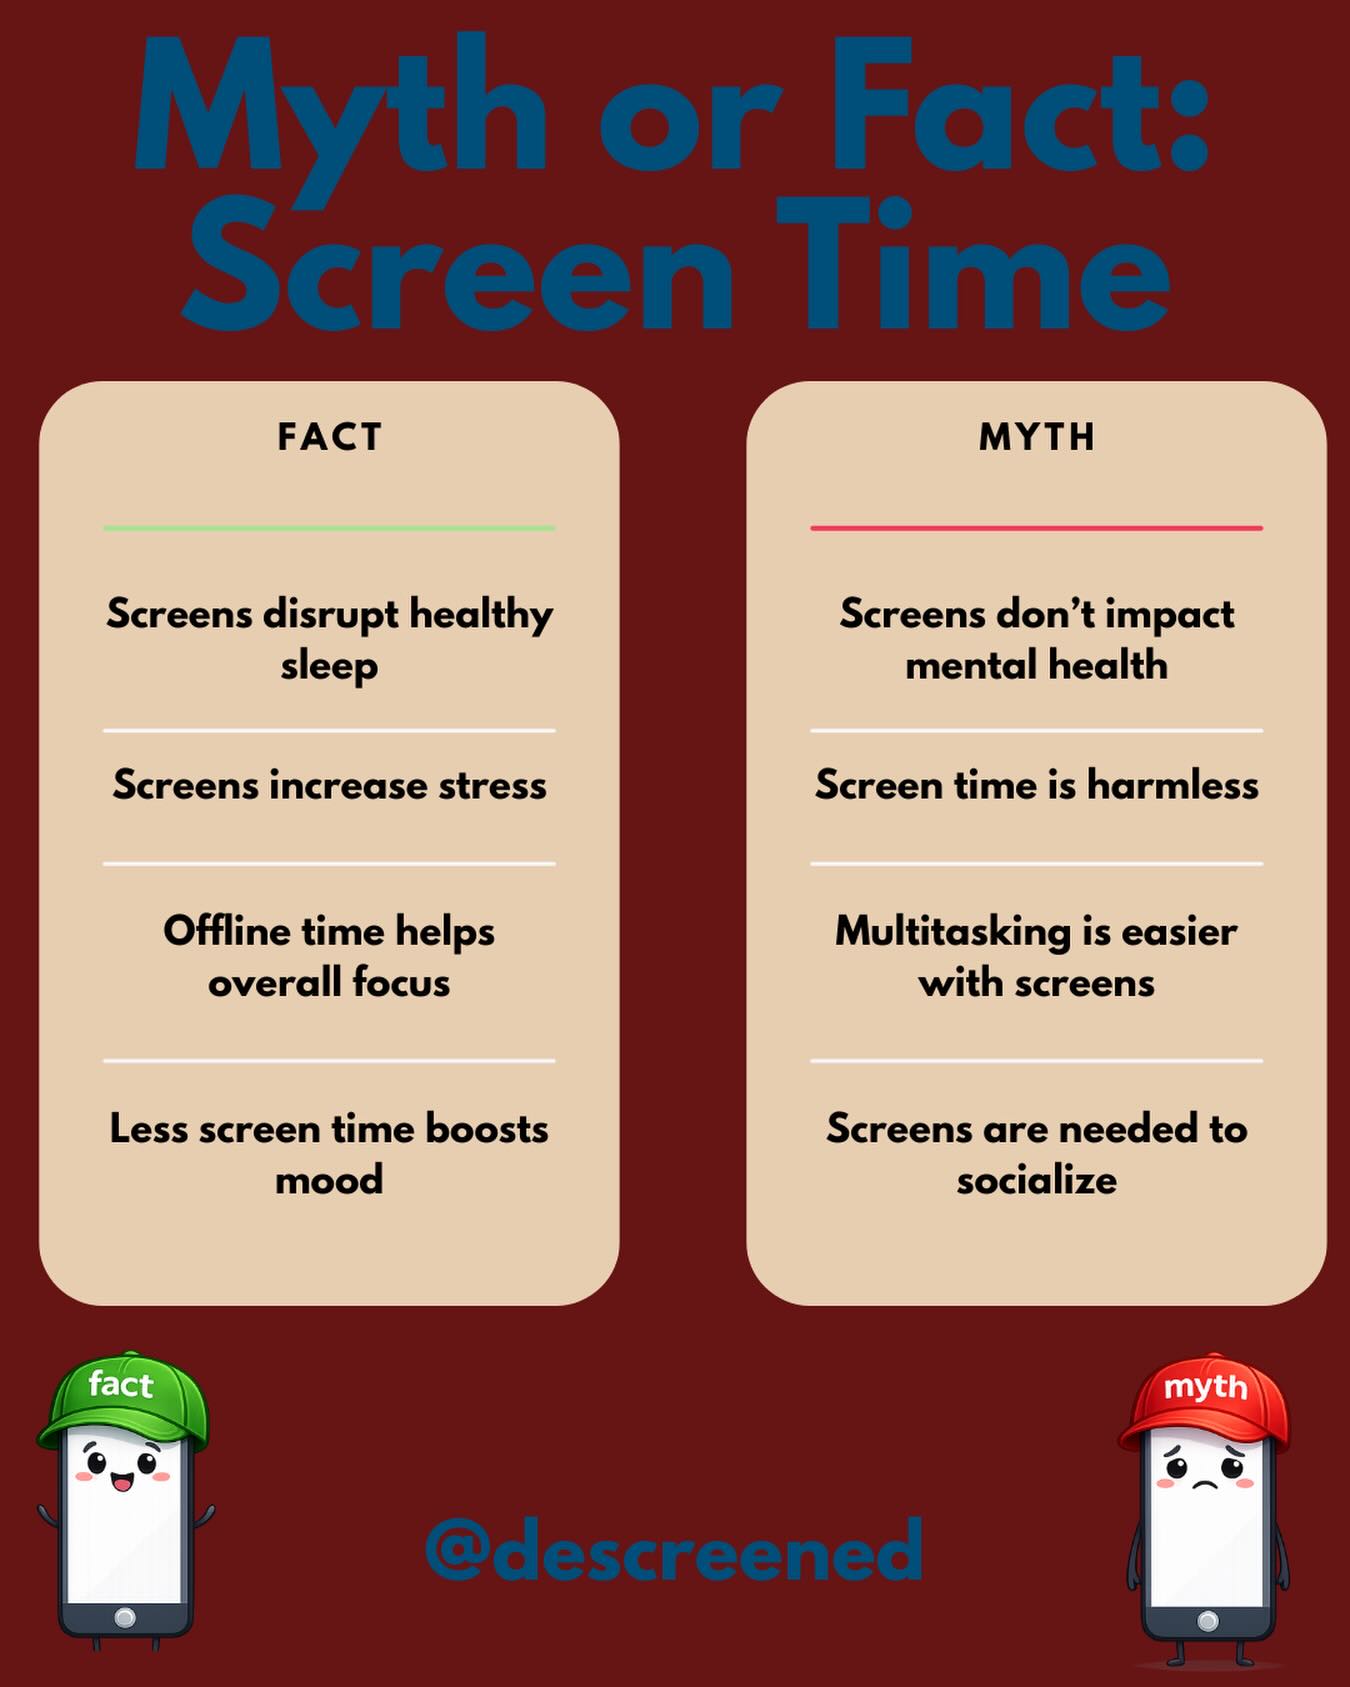 Myth or Fact:
Screen Time
FACT
Screens disrupt healthy
sleep
Screens increase stress
Offline time helps
overall focus
Less screen time boosts
mood
MYTH
Screens don’t impact
mental health
Screen time is harmless
Multitasking is easier
with screens
Screens are needed to
socialize
fact
myth
@descreened